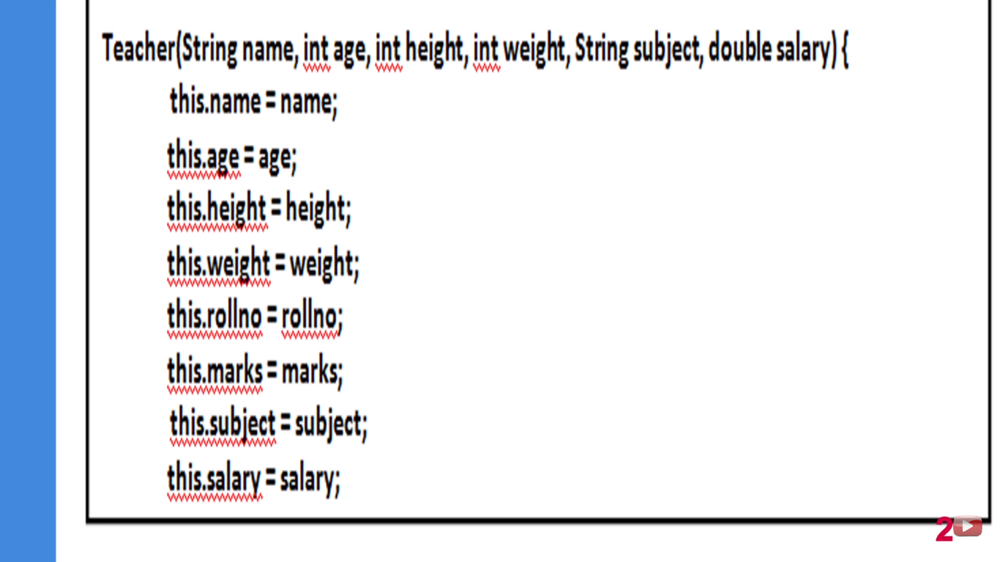 Teacher(String name, int age, int height, int weight, String subject, double salary) {
this.name = name;
this.age = age;
this.height = height;
this.weight = weight;
this.rollno = rollno;
this.marks = marks;
this.subject = subject;
this.salary = salary;
2